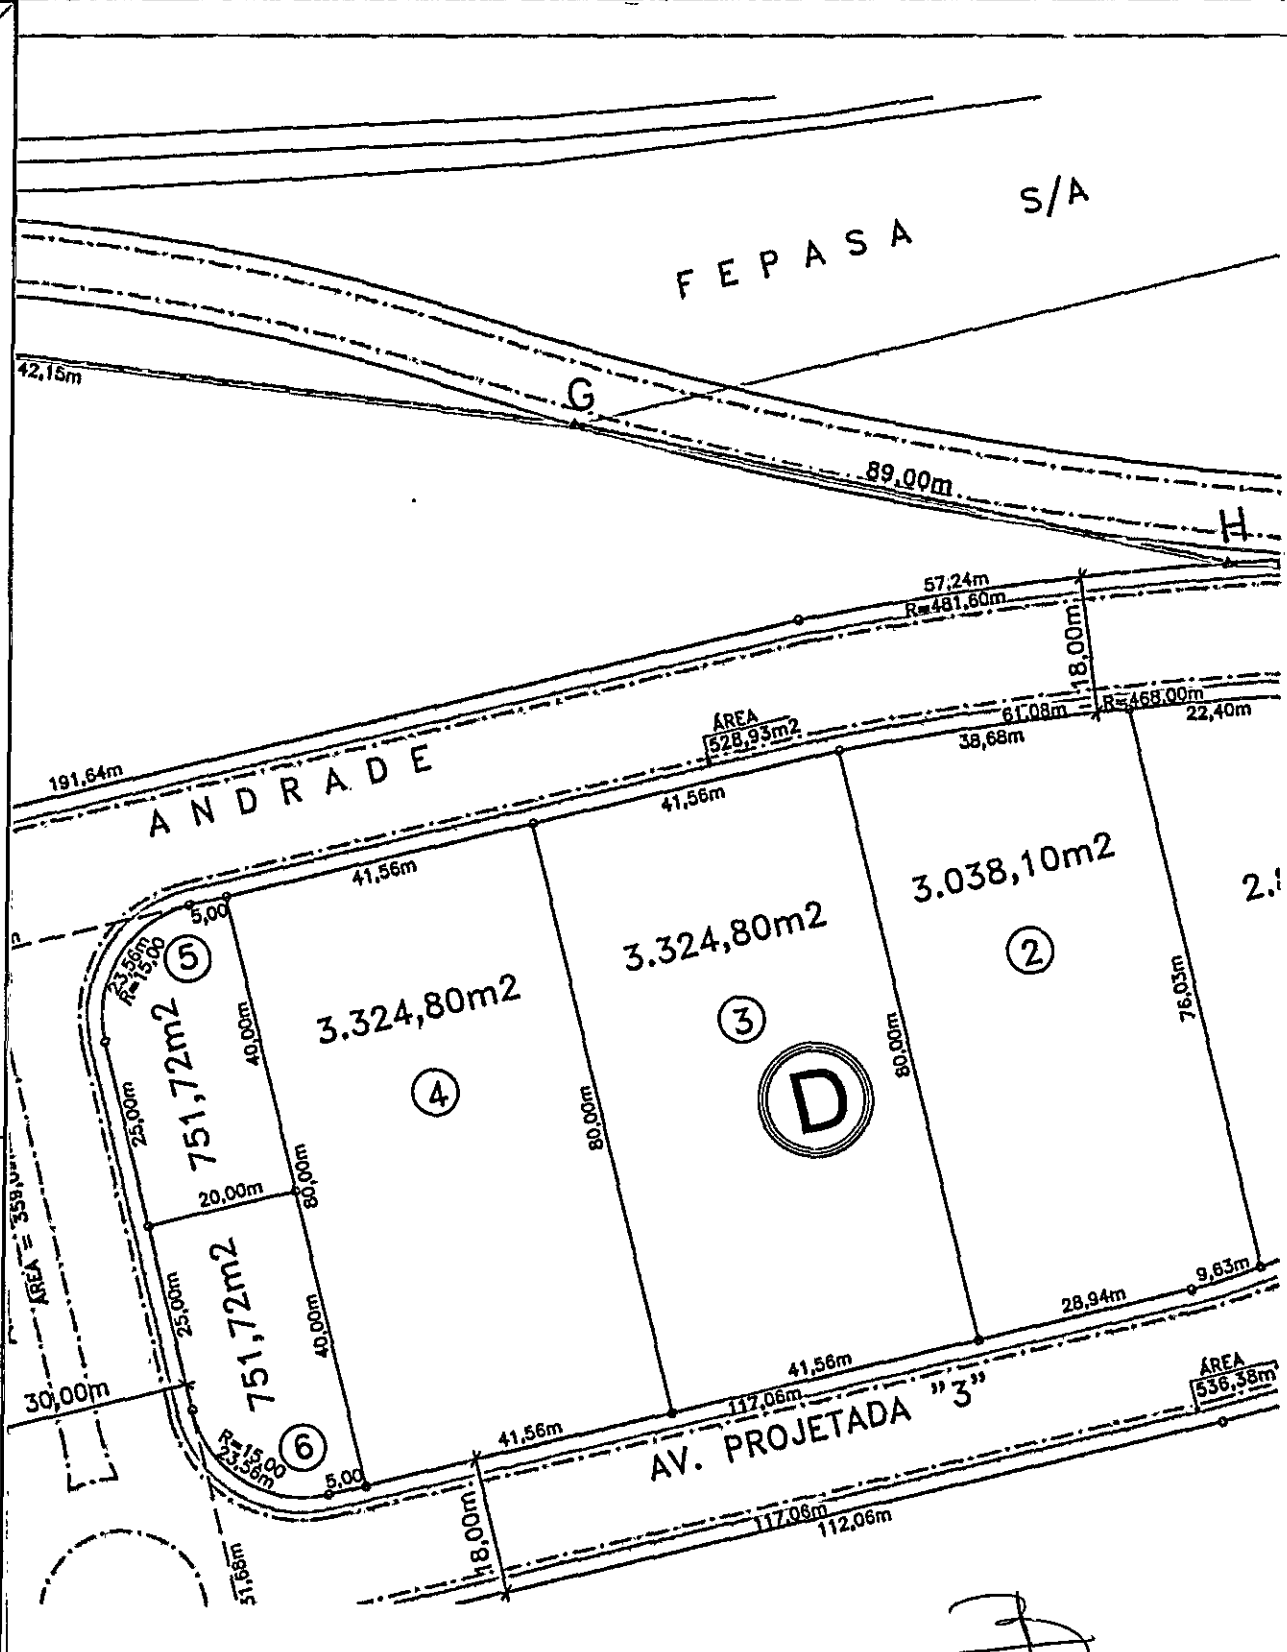 S/A
FEPASA
42,15m
G
89,00m
H
57,24m
R=481,60m
18,00m
R=468,00m
61,08m
22,40m
38,68m
ÁREA
528,93m2
191,64m
ANDRADE
41,56m
41,56m
5,00
23,56m
R=15,00
5
751,72m2
40,00m
25,00m
3.324,80m2
4
80,00m
3.324,80m2
3
D
80,00m
3.038,10m2
2
76,03m
20,00m
80,00m
25,00m
751,72m2
40,00m
30,00m
R=15,00
23,56m
6
5,00
41,56m
41,56m
117,06m
28,94m
9,63m
AV. PROJETADA "3"
ÁREA
536,38m
18,00m
117,06m
112,06m
51,68m